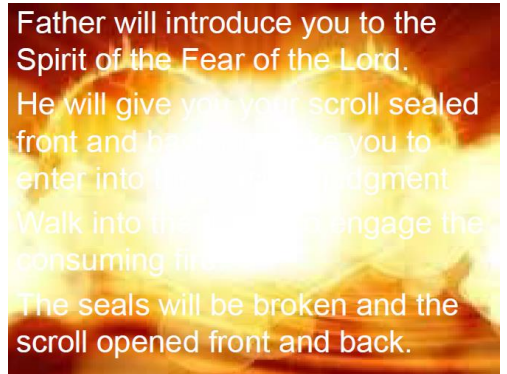 Father will introduce you to the
Spirit of the Fear of the Lord.
He will give you your scroll sealed
front and you to
enter into
Walk into engage the
consuming
The seals will be broken and the
scroll opened front and back.